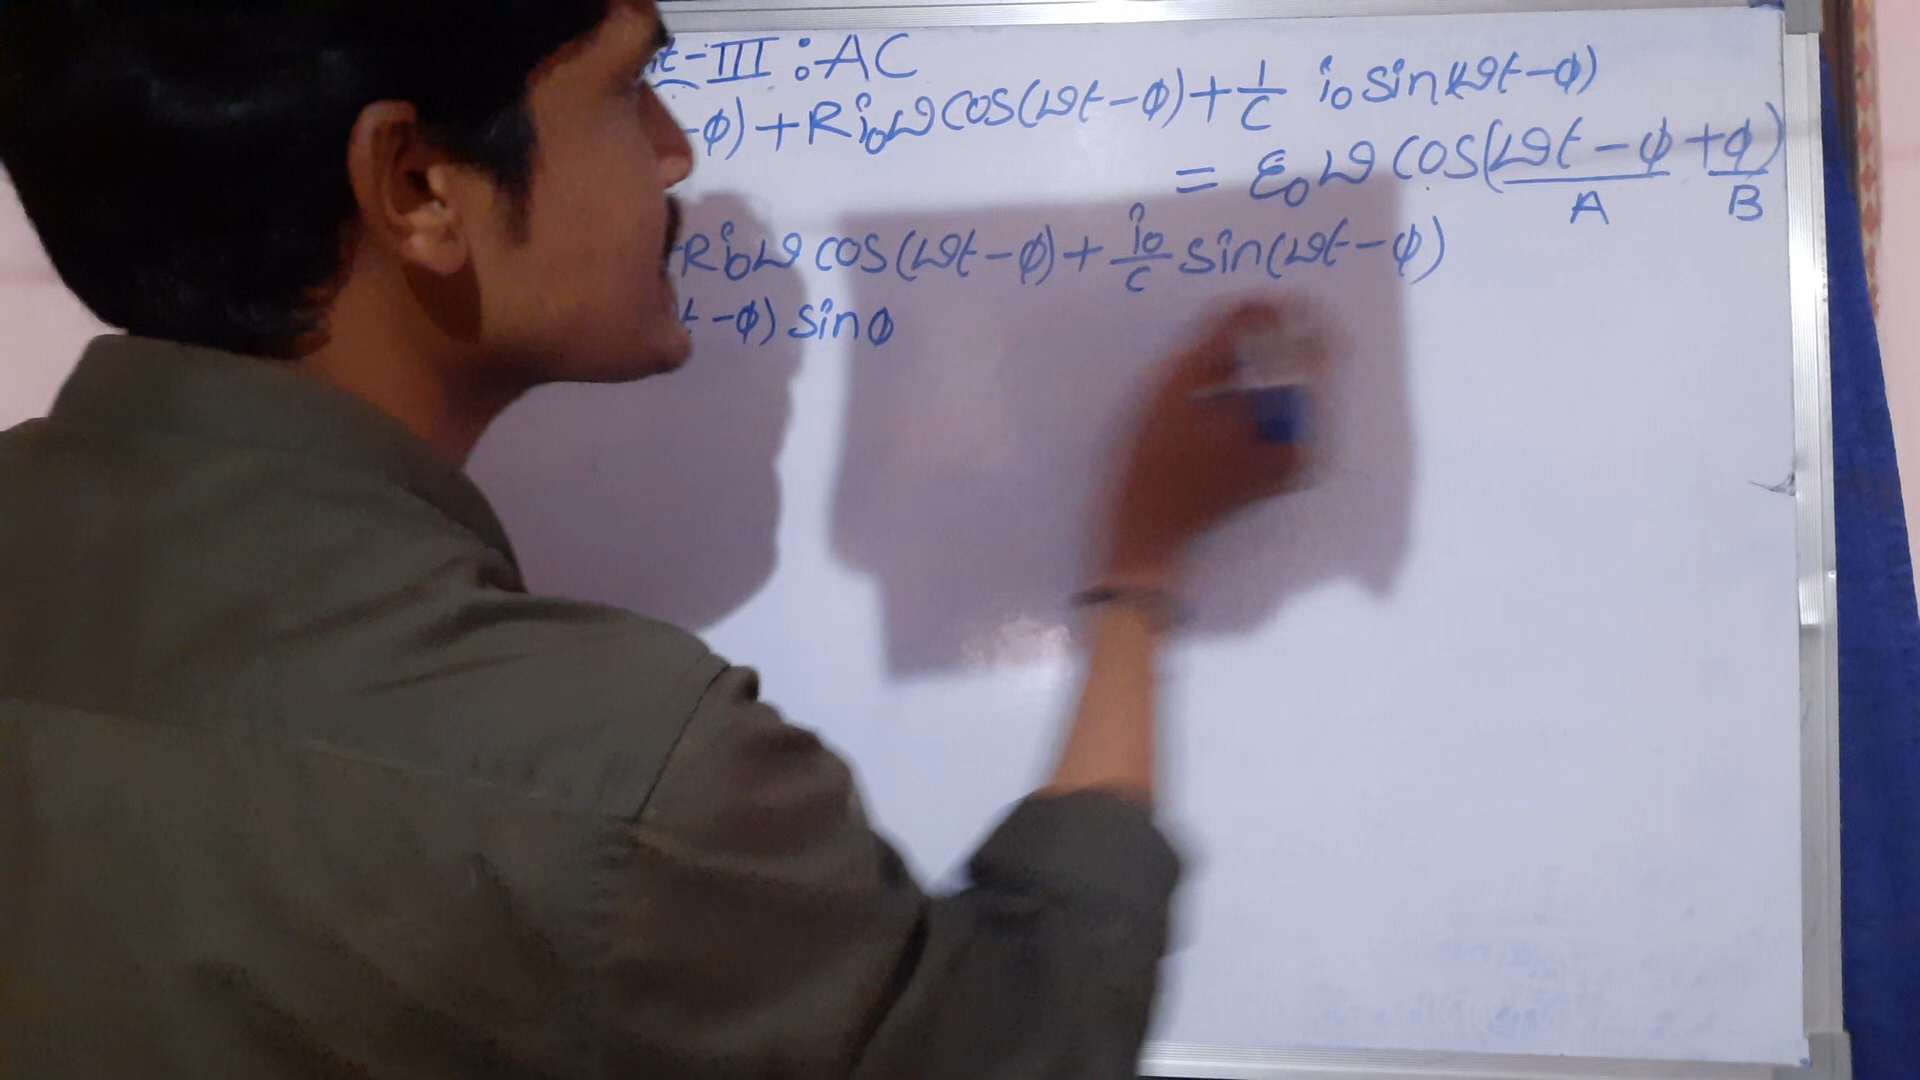 t-III :- AC
-φ) + Ri₀ω cos(ωt-φ) + 1/C i₀ sin(ωt-φ)
= ε₀ω cos(ωt-φ+φ)
A B
+Ri₀ω cos(ωt-φ) + i₀/C sin(ωt-φ)
t-φ) sinφ